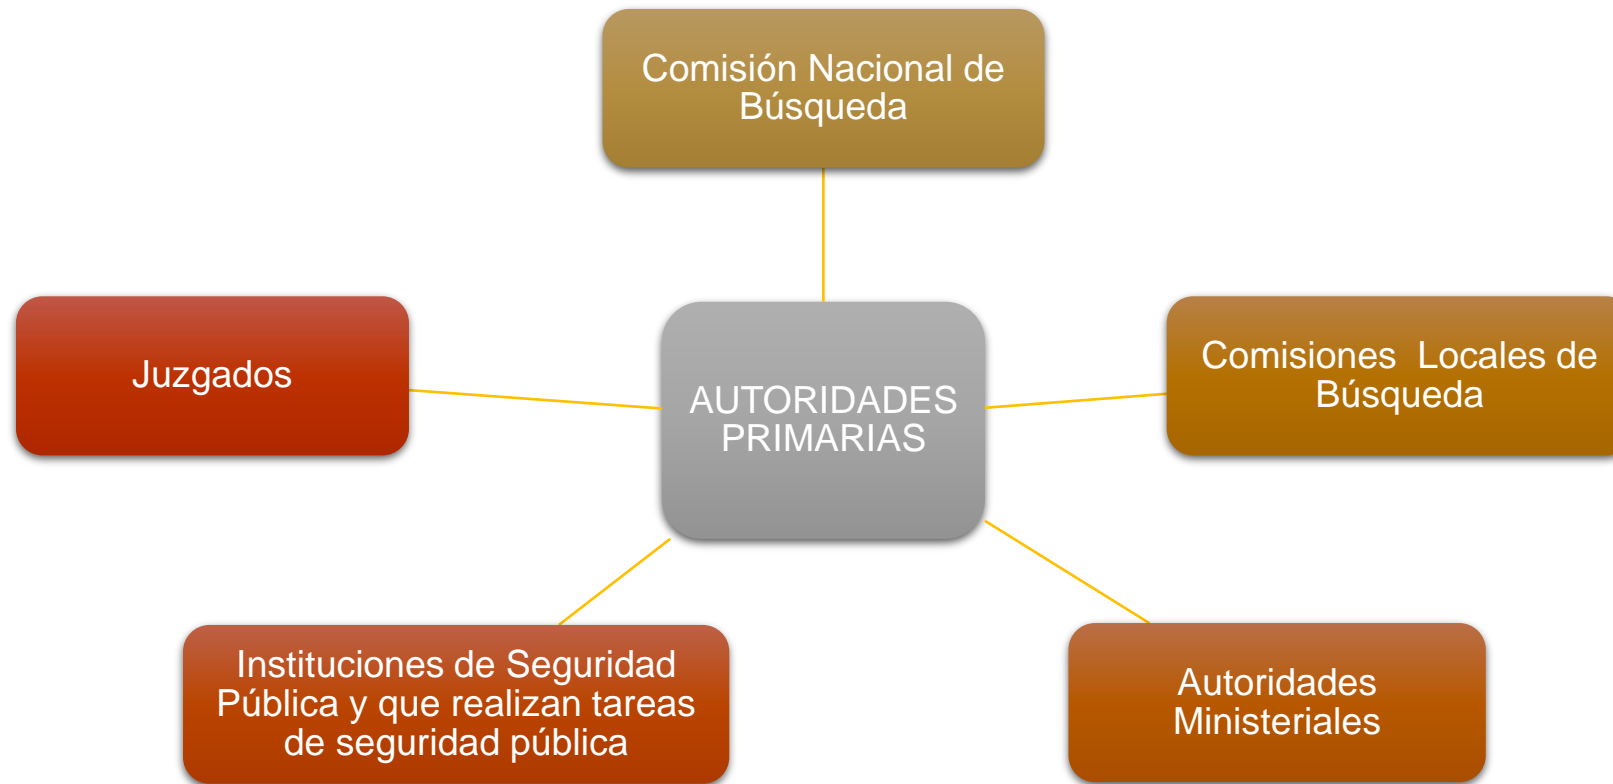 Comisión Nacional de
Búsqueda
Juzgados
AUTORIDADES
PRIMARIAS
Comisiones  Locales de
Búsqueda
Instituciones de Seguridad
Pública y que realizan tareas
de seguridad pública
Autoridades
Ministeriales